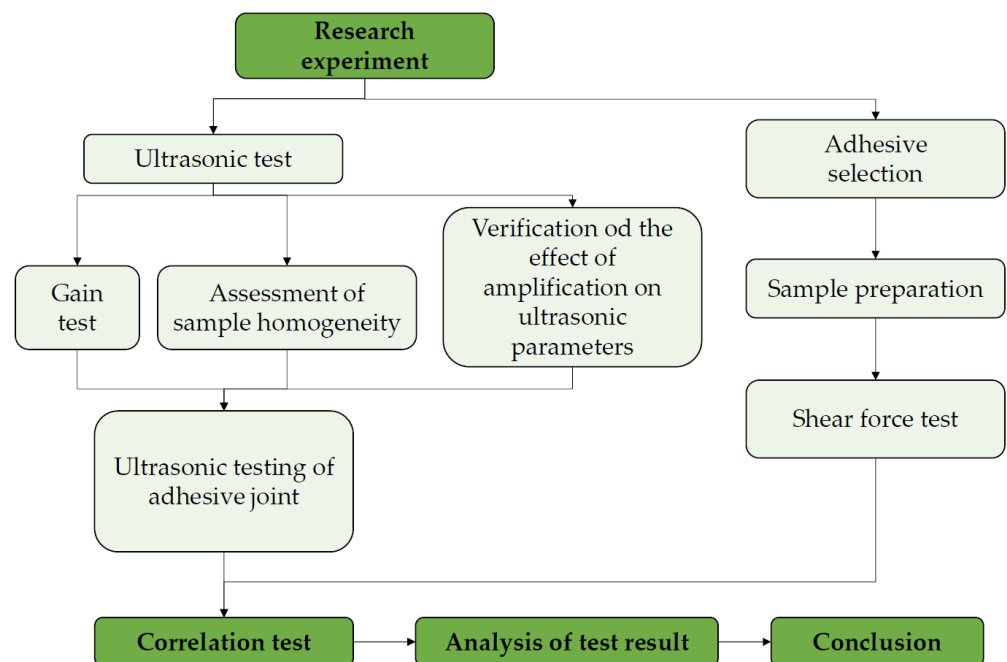 Research
experiment
Ultrasonic test
Adhesive
selection
Gain
test
Assessment of
sample homogeneity
Verification od the
effect of
amplification on
ultrasonic
parameters
Sample preparation
Ultrasonic testing of
adhesive joint
Shear force test
Correlation test
Analysis of test result
Conclusion